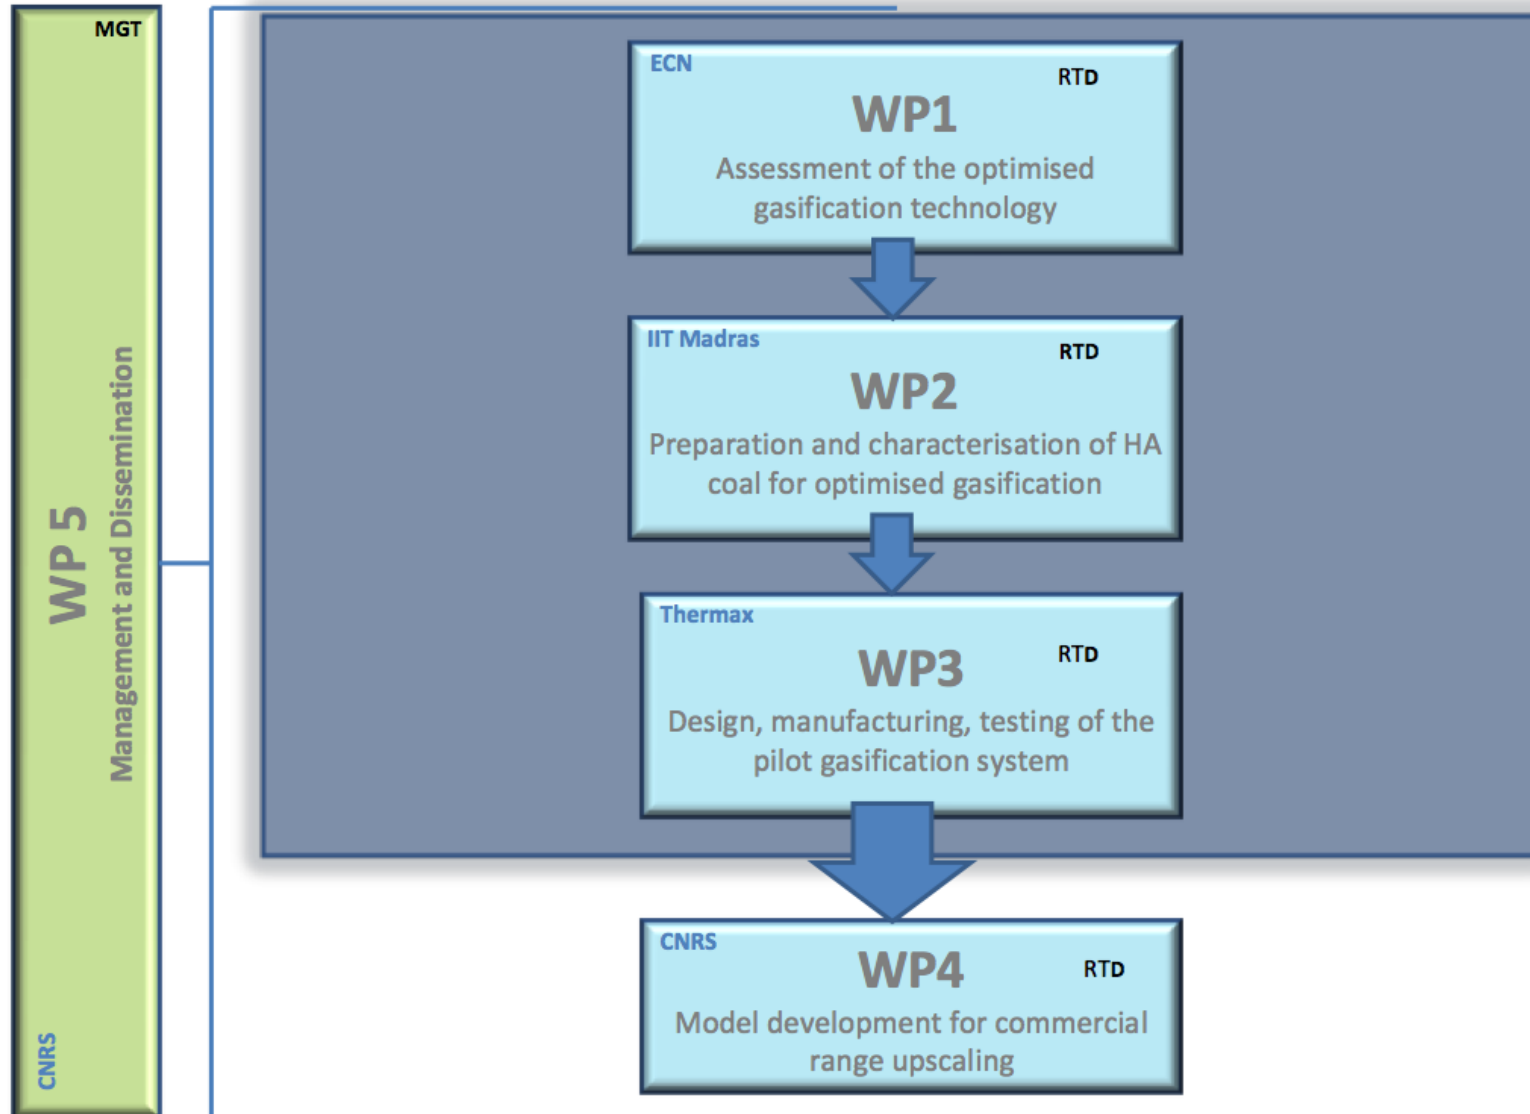 MGT
WP 5
Management and Dissemination
CNRS
ECN
RTD
WP1
Assessment of the optimised
gasification technology
IIT Madras
RTD
WP2
Preparation and characterisation of HA
coal for optimised gasification
Thermax
RTD
WP3
Design, manufacturing, testing of the
pilot gasification system
CNRS
RTD
WP4
Model development for commercial
range upscaling